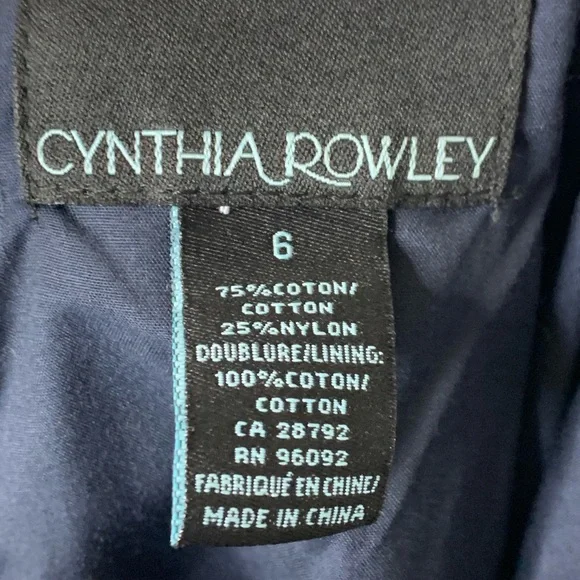 CYNTHIA ROWLEY
6
75%COTON/
COTTON
25%NYLON
DOUBLURE/LINING:
100%COTON/
COTTON
CA 28792
RN 96092
FABRIQUÉ EN CHINE/
MADE IN CHINA